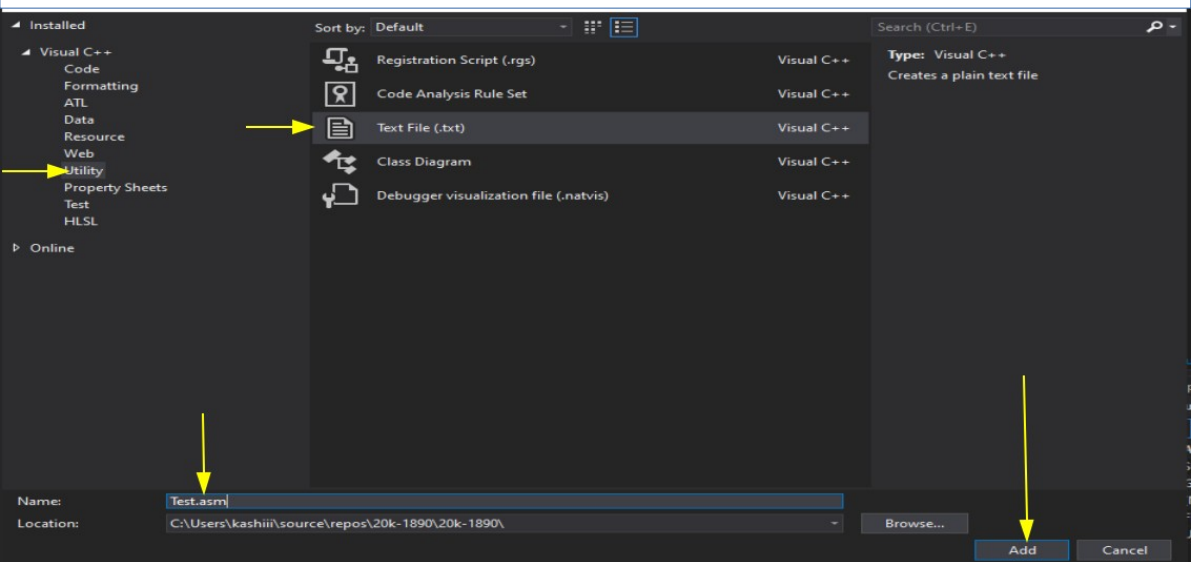 Installed
Visual C++
Code
Formatting
ATL
Data
Resource
Web
Utility
Property Sheets
Test
HLSL
Online
Sort by: Default
Registration Script (.rgs) Visual C++
Code Analysis Rule Set Visual C++
Text File (.txt) Visual C++
Class Diagram Visual C++
Debugger visualization file (.natvis) Visual C++
Search (Ctrl+E)
Type: Visual C++
Creates a plain text file
Name: Test.asm
Location: C:\Users\kashiii\source\repos\20k-1890\20k-1890\
Browse...
Add Cancel